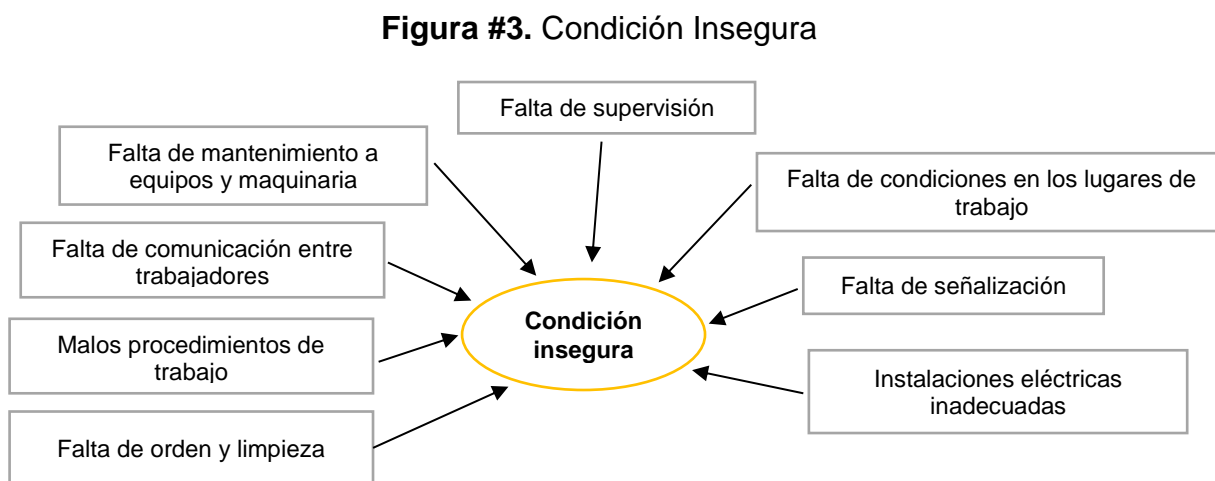 Figura #3. Condición Insegura
Falta de supervisión
Falta de mantenimiento a
equipos y maquinaria
Falta de condiciones en los lugares de
trabajo
Falta de comunicación entre
trabajadores
Falta de señalización
Condición
insegura
Malos procedimientos de
trabajo
Instalaciones eléctricas
inadecuadas
Falta de orden y limpieza